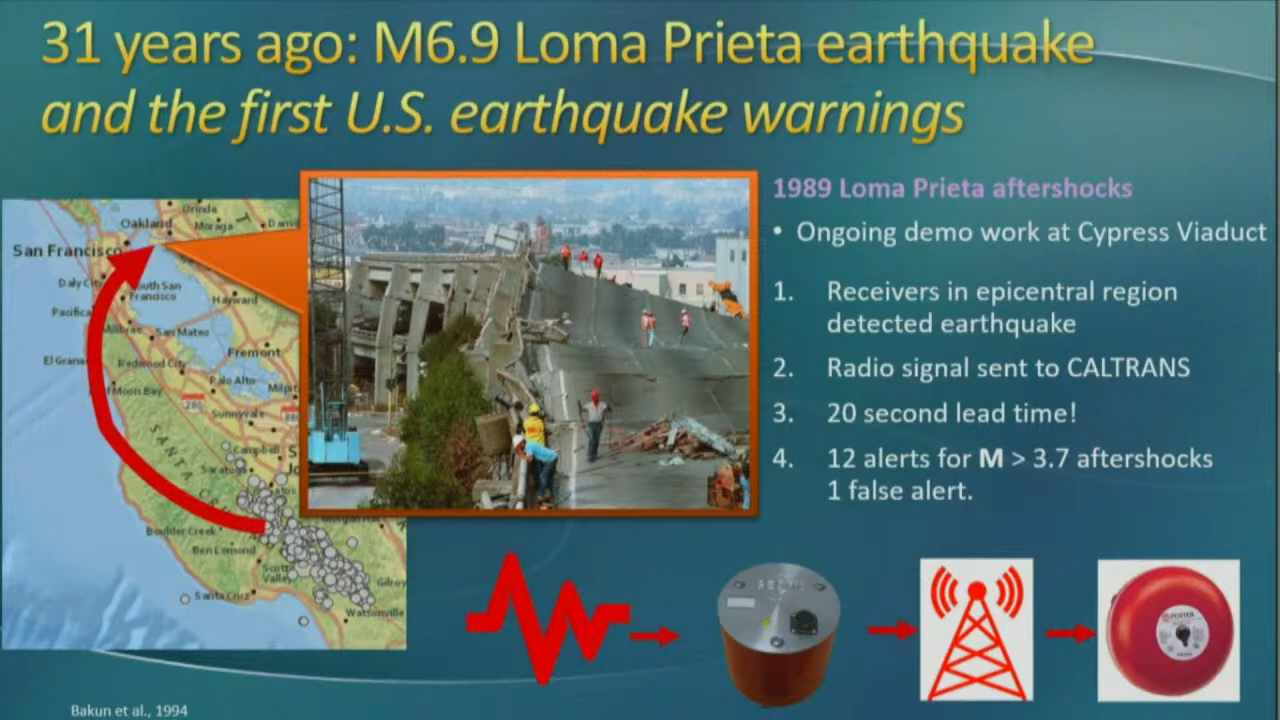 31 years ago: M6.9 Loma Prieta earthquake
and the first U.S. earthquake warnings
1989 Loma Prieta aftershocks
• Ongoing demo work at Cypress Viaduct
1. Receivers in epicentral region
detected earthquake
2. Radio signal sent to CALTRANS
3. 20 second lead time!
4. 12 alerts for M > 3.7 aftershocks
1 false alert.
Orinda
Oakland
Moraga
San Francisco
Daly City
South San
Francisco
Hayward
Pacifica
Millbrae
San Mateo
Fremont
Redwood City
Palo Alto
Moon Bay
280
Sunnyvale
SANTA
Campbell
Boulder Creek
Ben Lomond
Scotts
Valley
Gilroy
Santa Cruz
Watsonville
Bakun et al., 1994